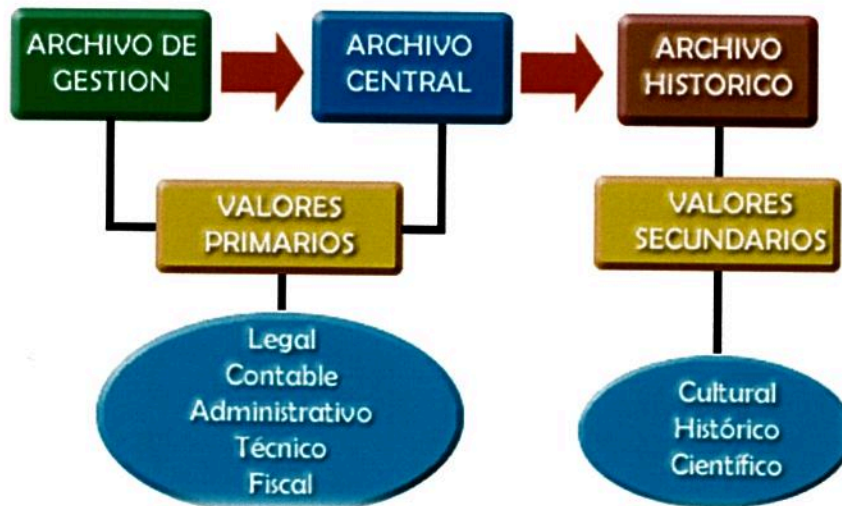 ARCHIVO DE
GESTION
ARCHIVO
CENTRAL
ARCHIVO
HISTORICO
VALORES
PRIMARIOS
VALORES
SECUNDARIOS
Legal
Contable
Administrativo
Técnico
Fiscal
Cultural
Histórico
Científico